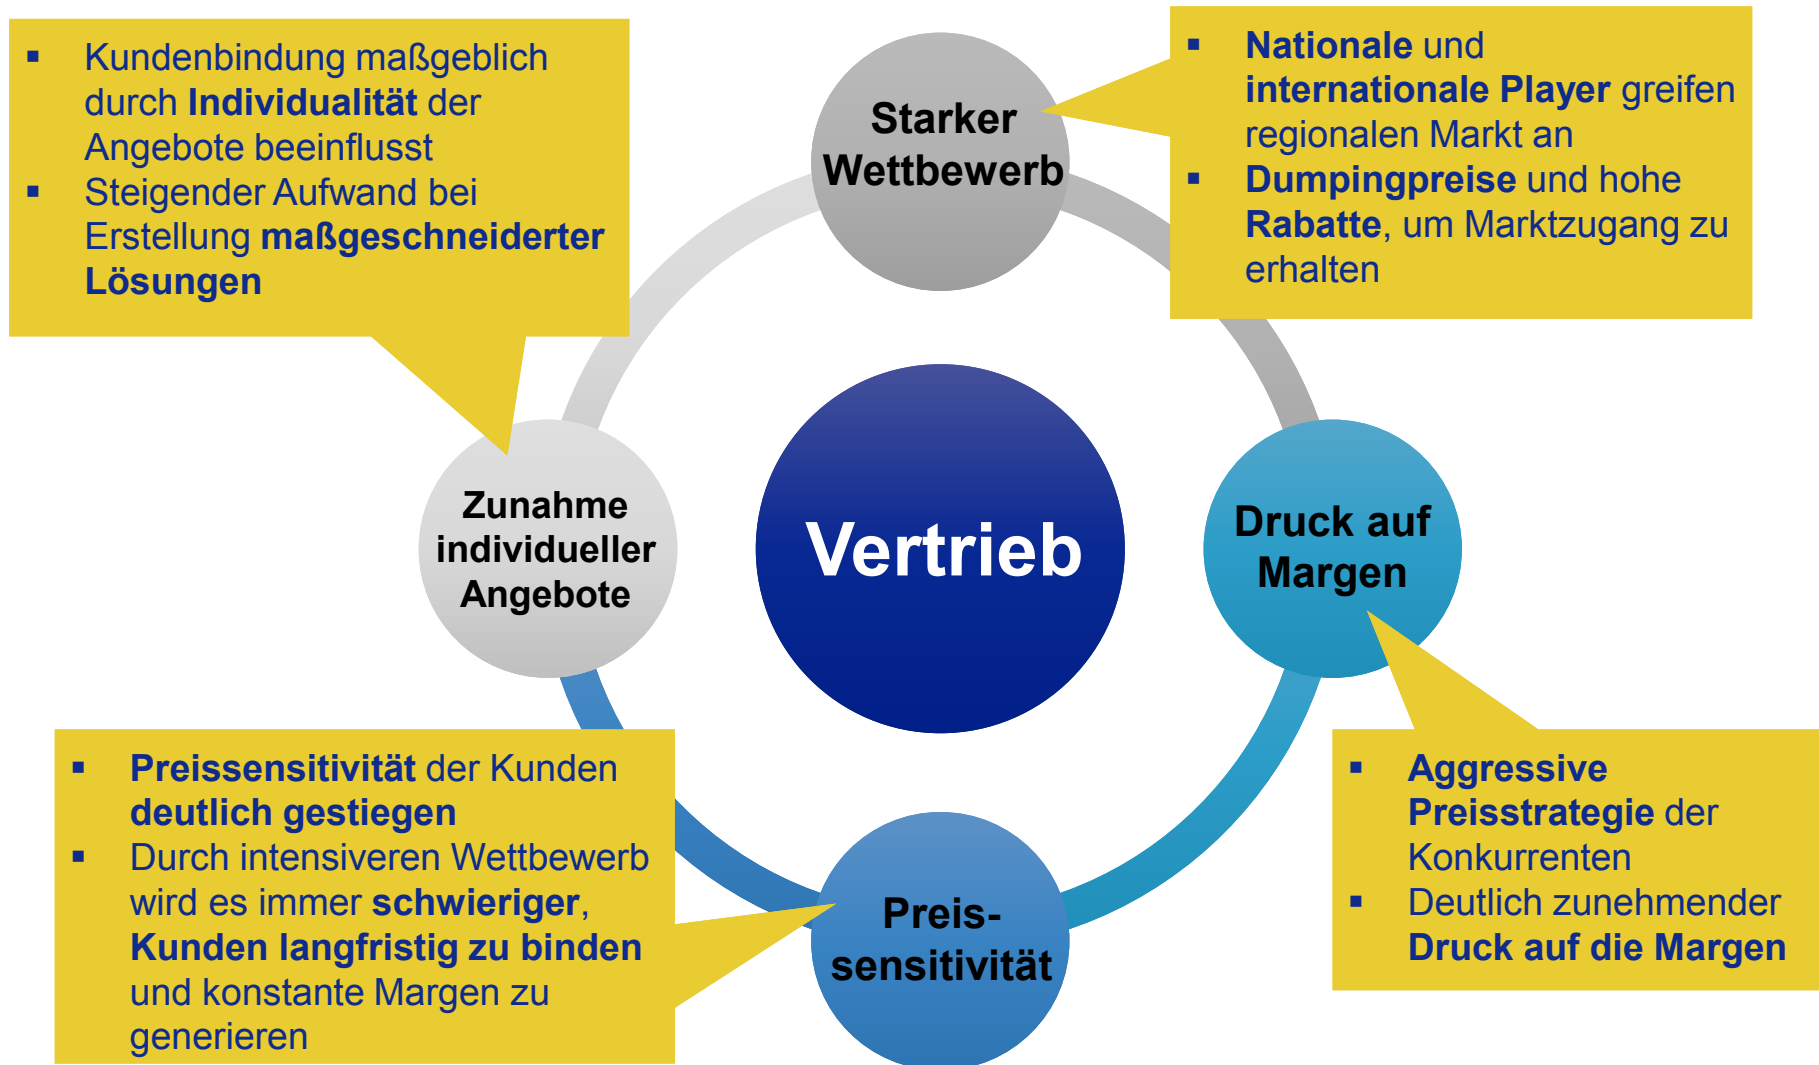 ▪ Kundenbindung maßgeblich
durch Individualität der
Angebote beeinflusst
▪ Steigender Aufwand bei
Erstellung maßgeschneiderter
Lösungen
Starker
Wettbewerb
▪ Nationale und
internationale Player greifen
regionalen Markt an
▪ Dumpingpreise und hohe
Rabatte, um Marktzugang zu
erhalten
Zunahme
individueller
Angebote
Vertrieb
Druck auf
Margen
▪ Preissensitivität der Kunden
deutlich gestiegen
▪ Durch intensiveren Wettbewerb
wird es immer schwieriger,
Kunden langfristig zu binden
und konstante Margen zu
generieren
Preis-
sensitivität
▪ Aggressive
Preisstrategie der
Konkurrenten
▪ Deutlich zunehmender
Druck auf die Margen